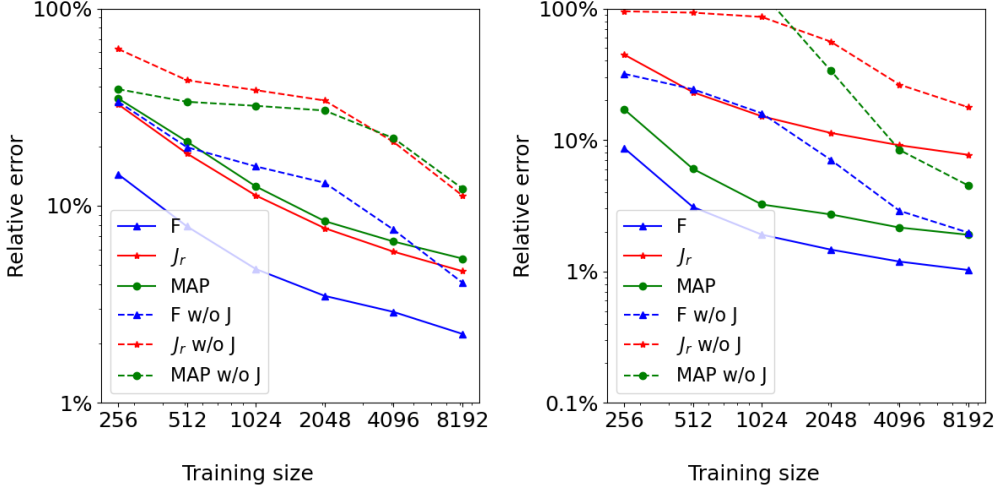 100%
10%
1%
Relative error
F
J_r
MAP
F w/o J
J_r w/o J
MAP w/o J
256 512 1024 2048 4096 8192
Training size
100%
10%
1%
0.1%
Relative error
F
J_r
MAP
F w/o J
J_r w/o J
MAP w/o J
256 512 1024 2048 4096 8192
Training size